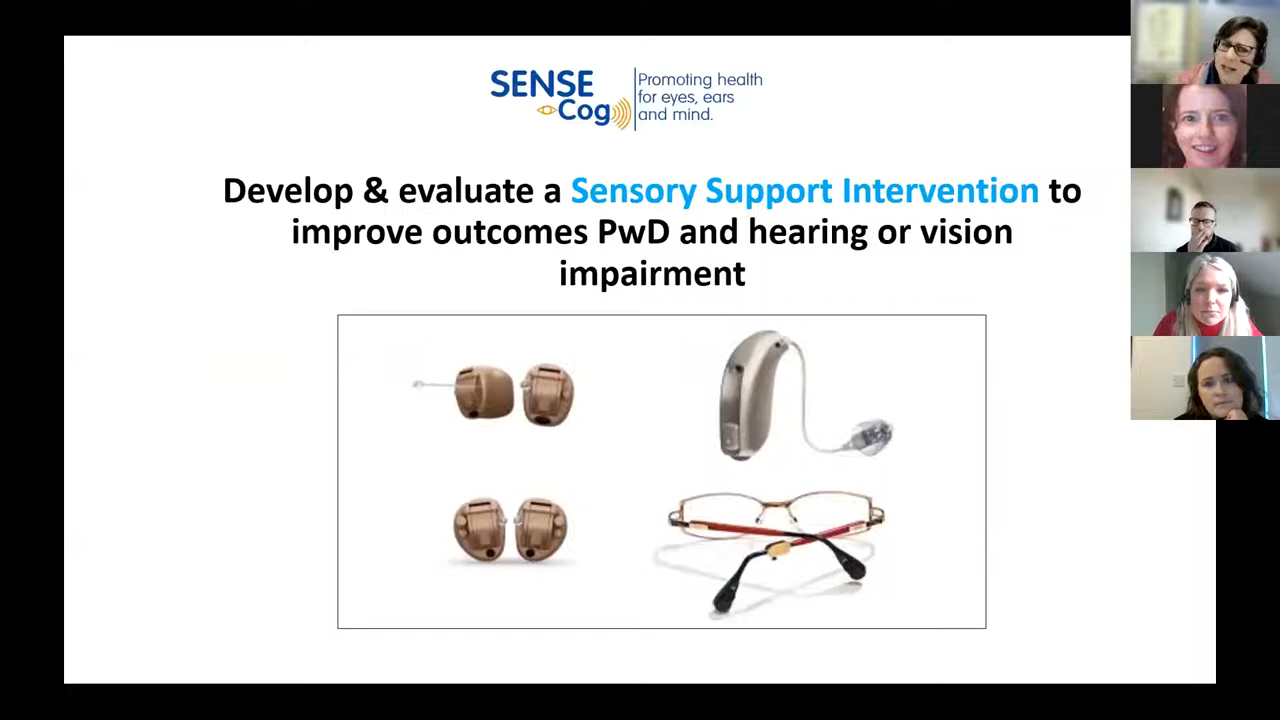 SENSE
Cog
Promoting health
for eyes, ears
and mind.
Develop & evaluate a Sensory Support Intervention to
improve outcomes PwD and hearing or vision
impairment